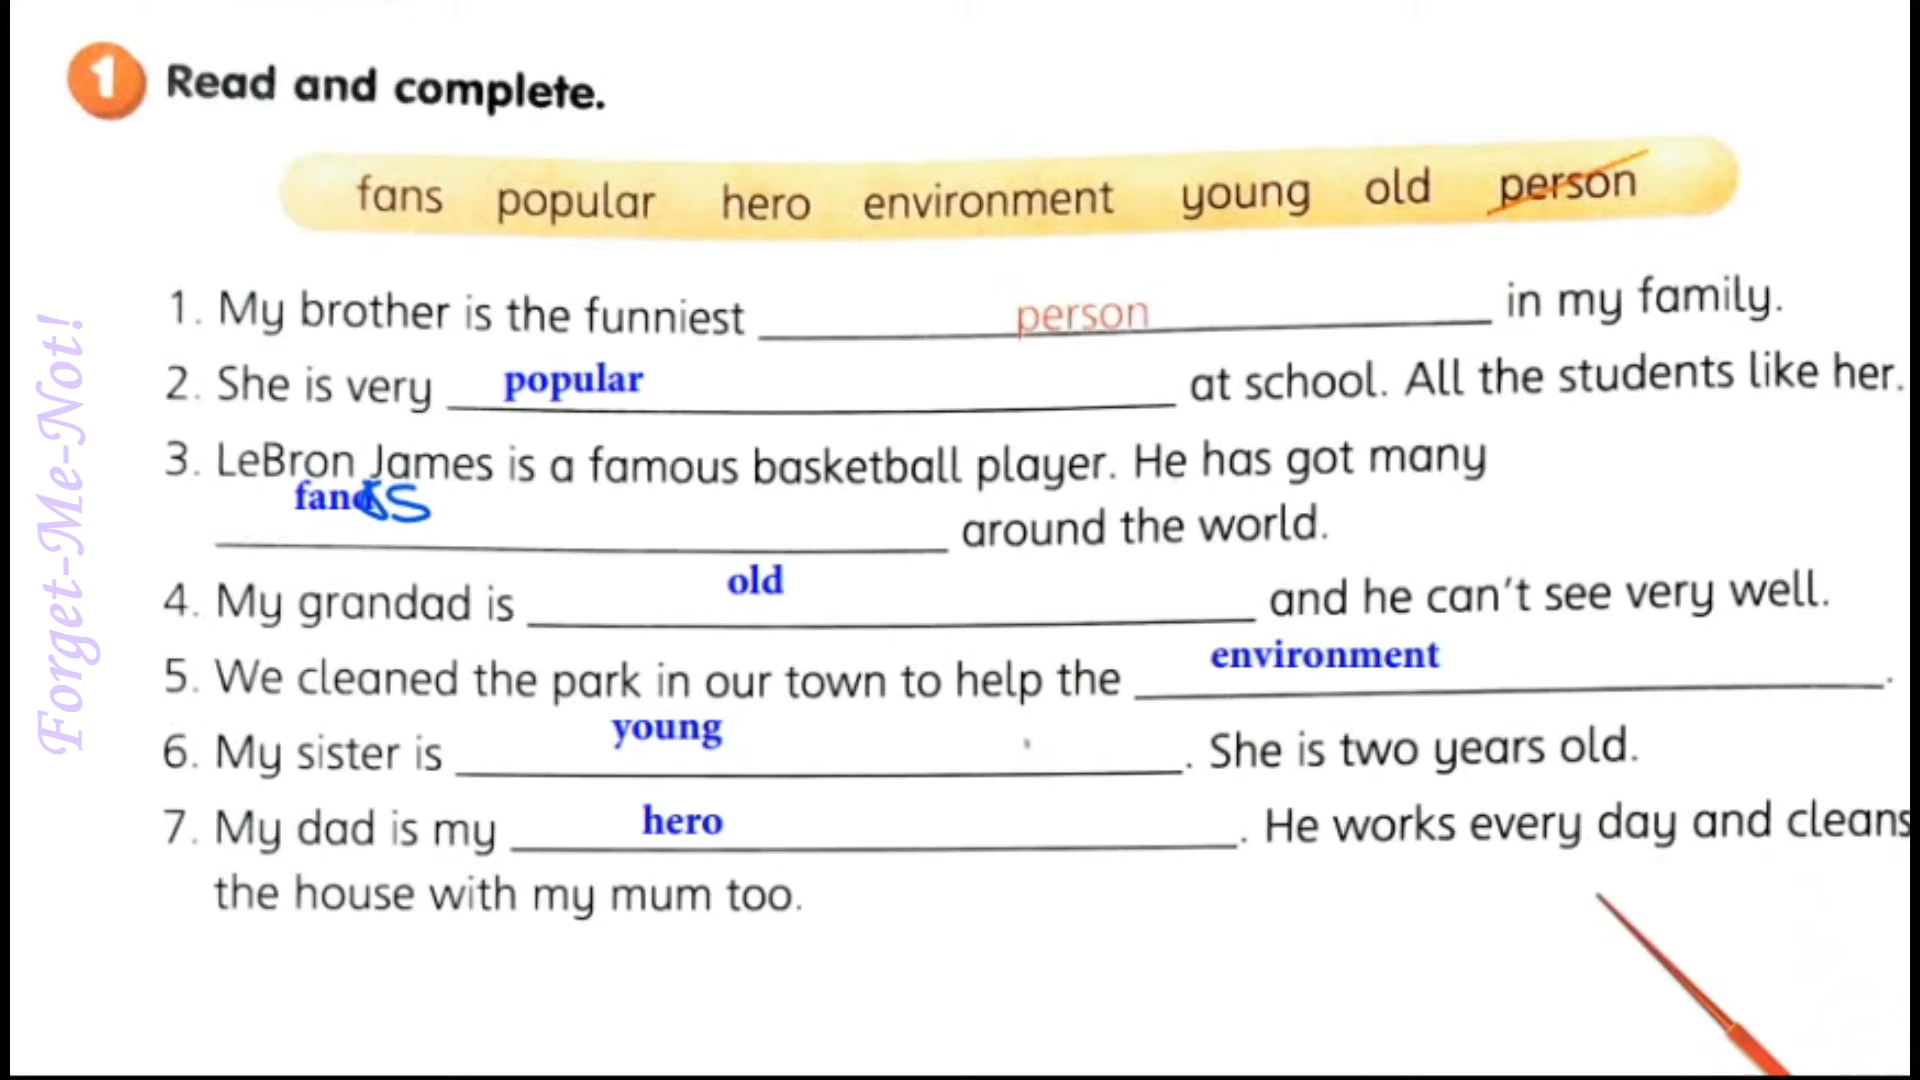 1 Read and complete.
fans popular hero environment young old person
1. My brother is the funniest person in my family.
2. She is very popular at school. All the students like her.
3. LeBron James is a famous basketball player. He has got many
fans around the world.
4. My grandad is old and he can't see very well.
5. We cleaned the park in our town to help the environment.
6. My sister is young. She is two years old.
7. My dad is my hero. He works every day and cleans
the house with my mum too.
Forget-Me-Not!